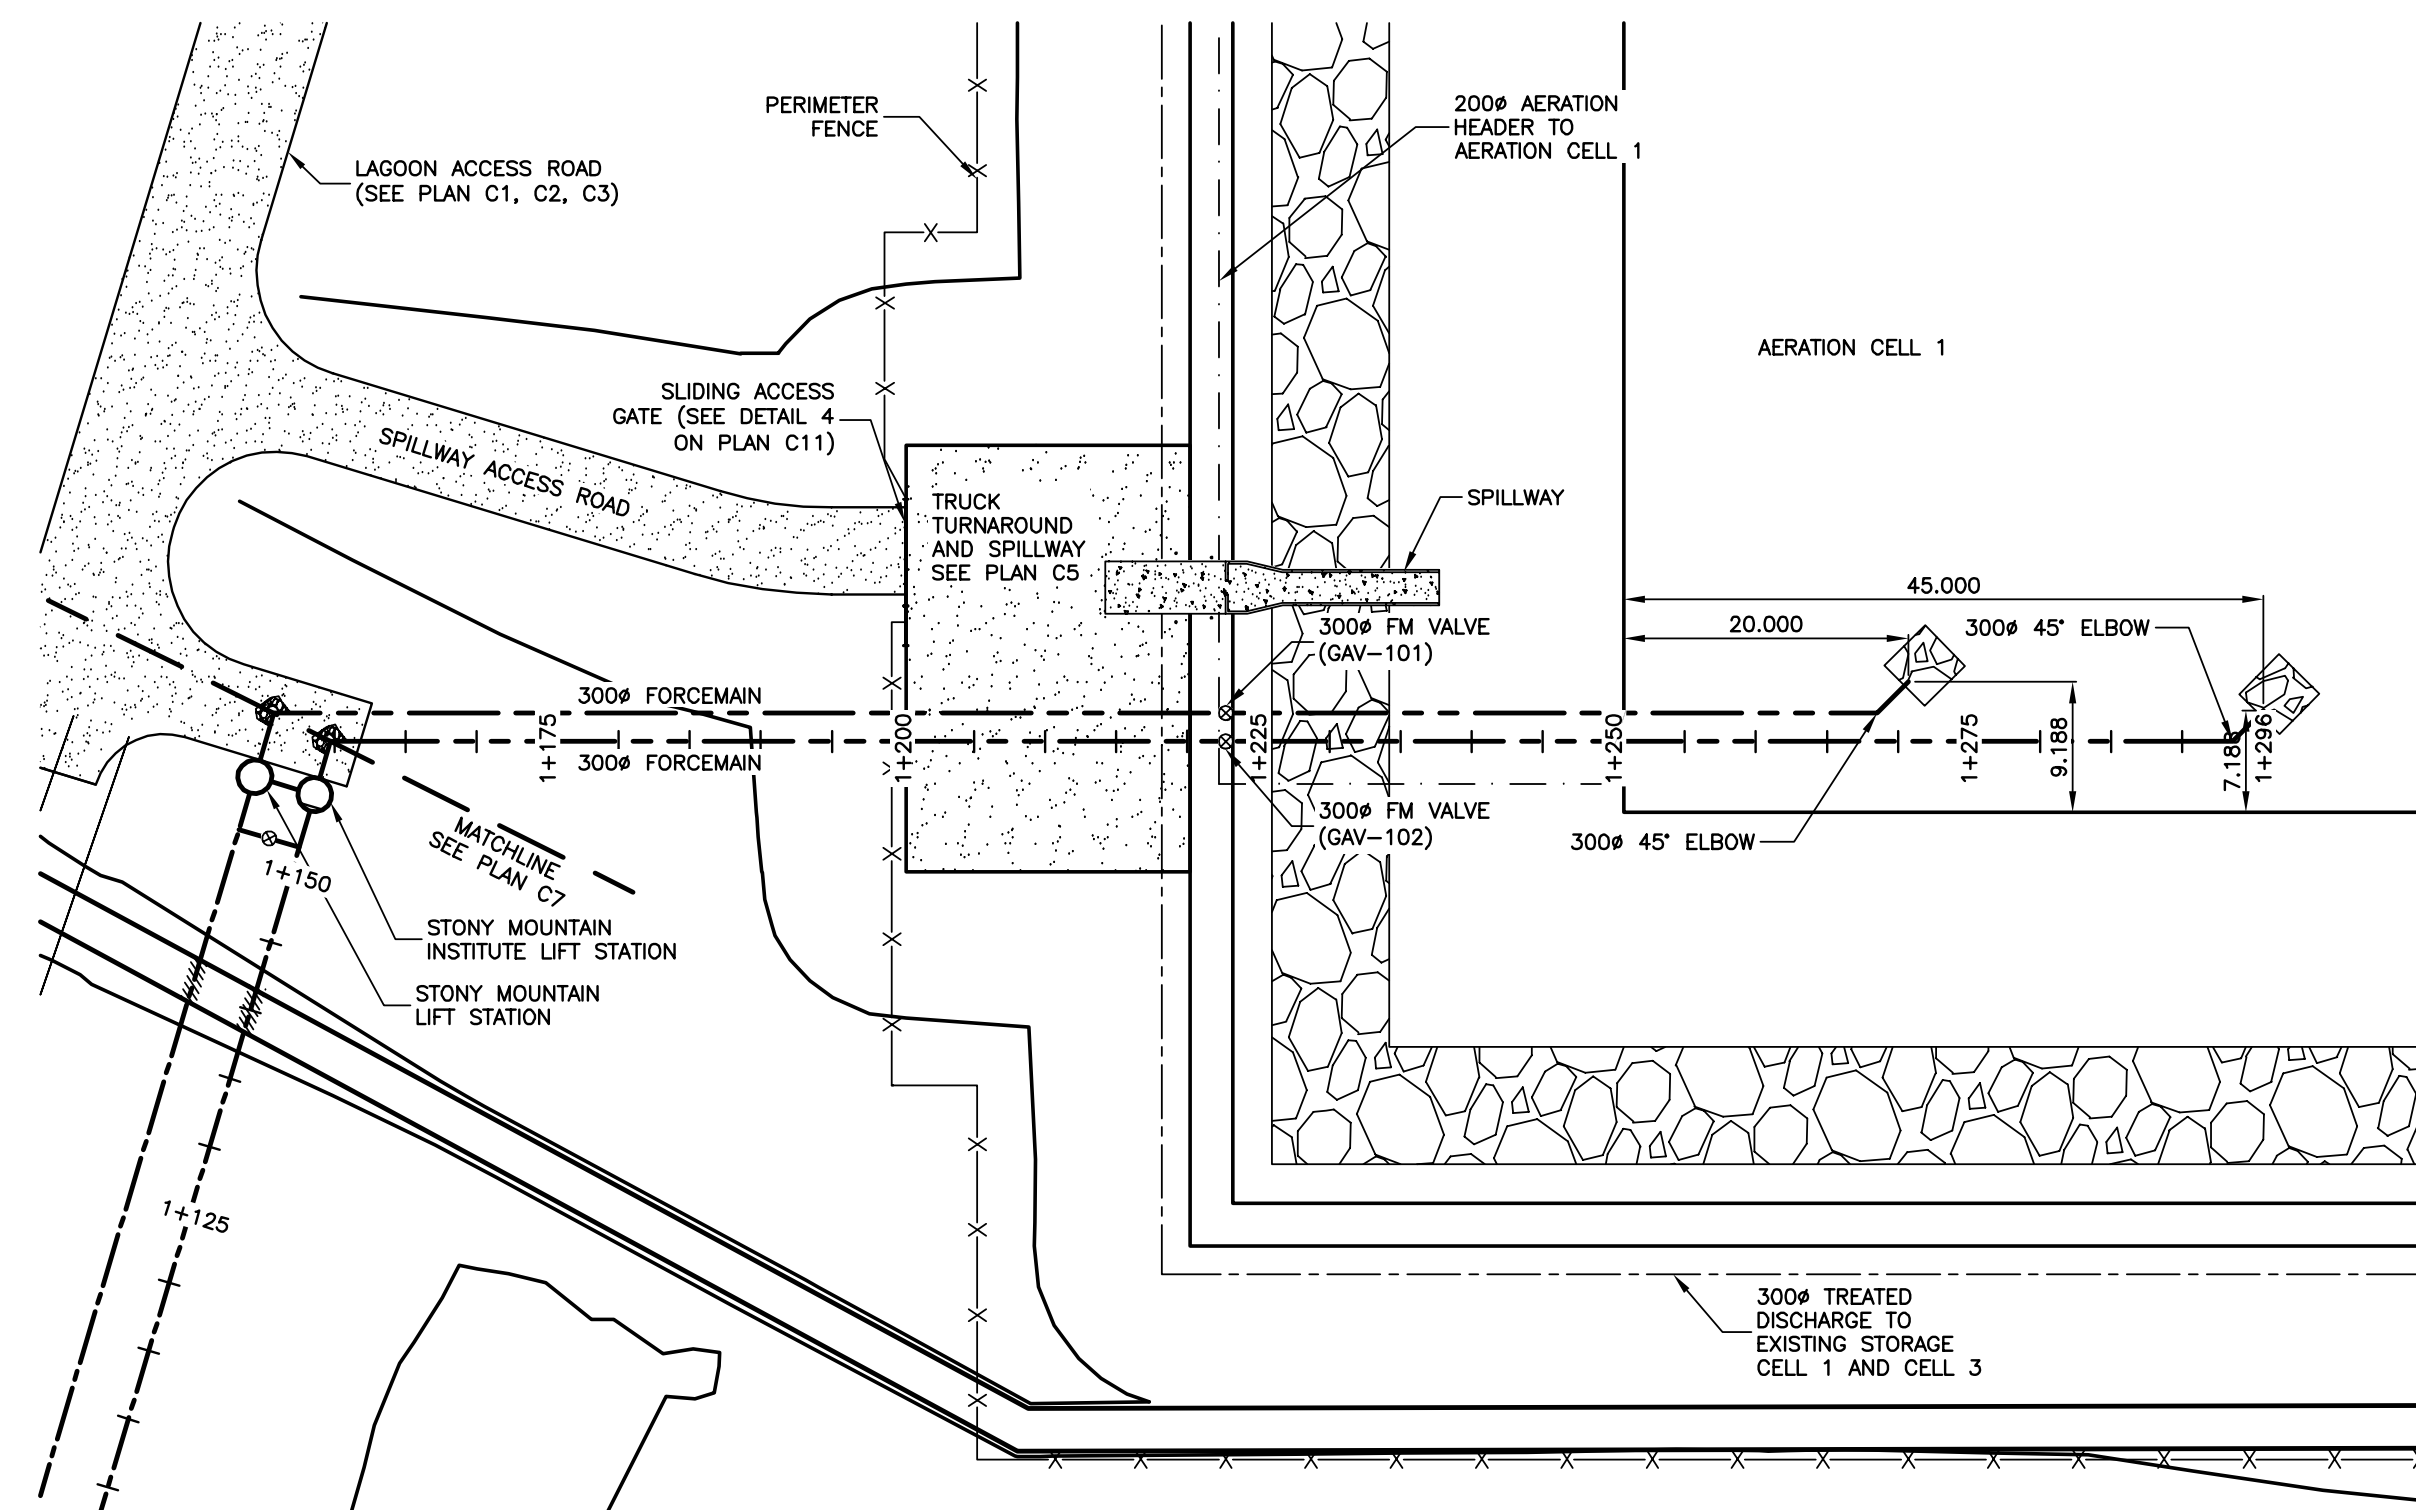 PERIMETER
FENCE
200ø AERATION
HEADER TO
AERATION CELL 1
LAGOON ACCESS ROAD
(SEE PLAN C1, C2, C3)
AERATION CELL 1
SLIDING ACCESS
GATE (SEE DETAIL 4
ON PLAN C11)
SPILLWAY ACCESS ROAD
TRUCK
TURNAROUND
AND SPILLWAY
SEE PLAN C5
SPILLWAY
45.000
20.000
300ø 45° ELBOW
300ø FM VALVE
(GAV-101)
300ø FORCEMAIN
300ø FORCEMAIN
1+175
1+200
1+225
1+250
1+275
9.188
7.188
1+296
300ø FM VALVE
(GAV-102)
300ø 45° ELBOW
MATCHLINE
SEE PLAN C7
1+150
STONY MOUNTAIN
INSTITUTE LIFT STATION
STONY MOUNTAIN
LIFT STATION
1+125
300ø TREATED
DISCHARGE TO
EXISTING STORAGE
CELL 1 AND CELL 3